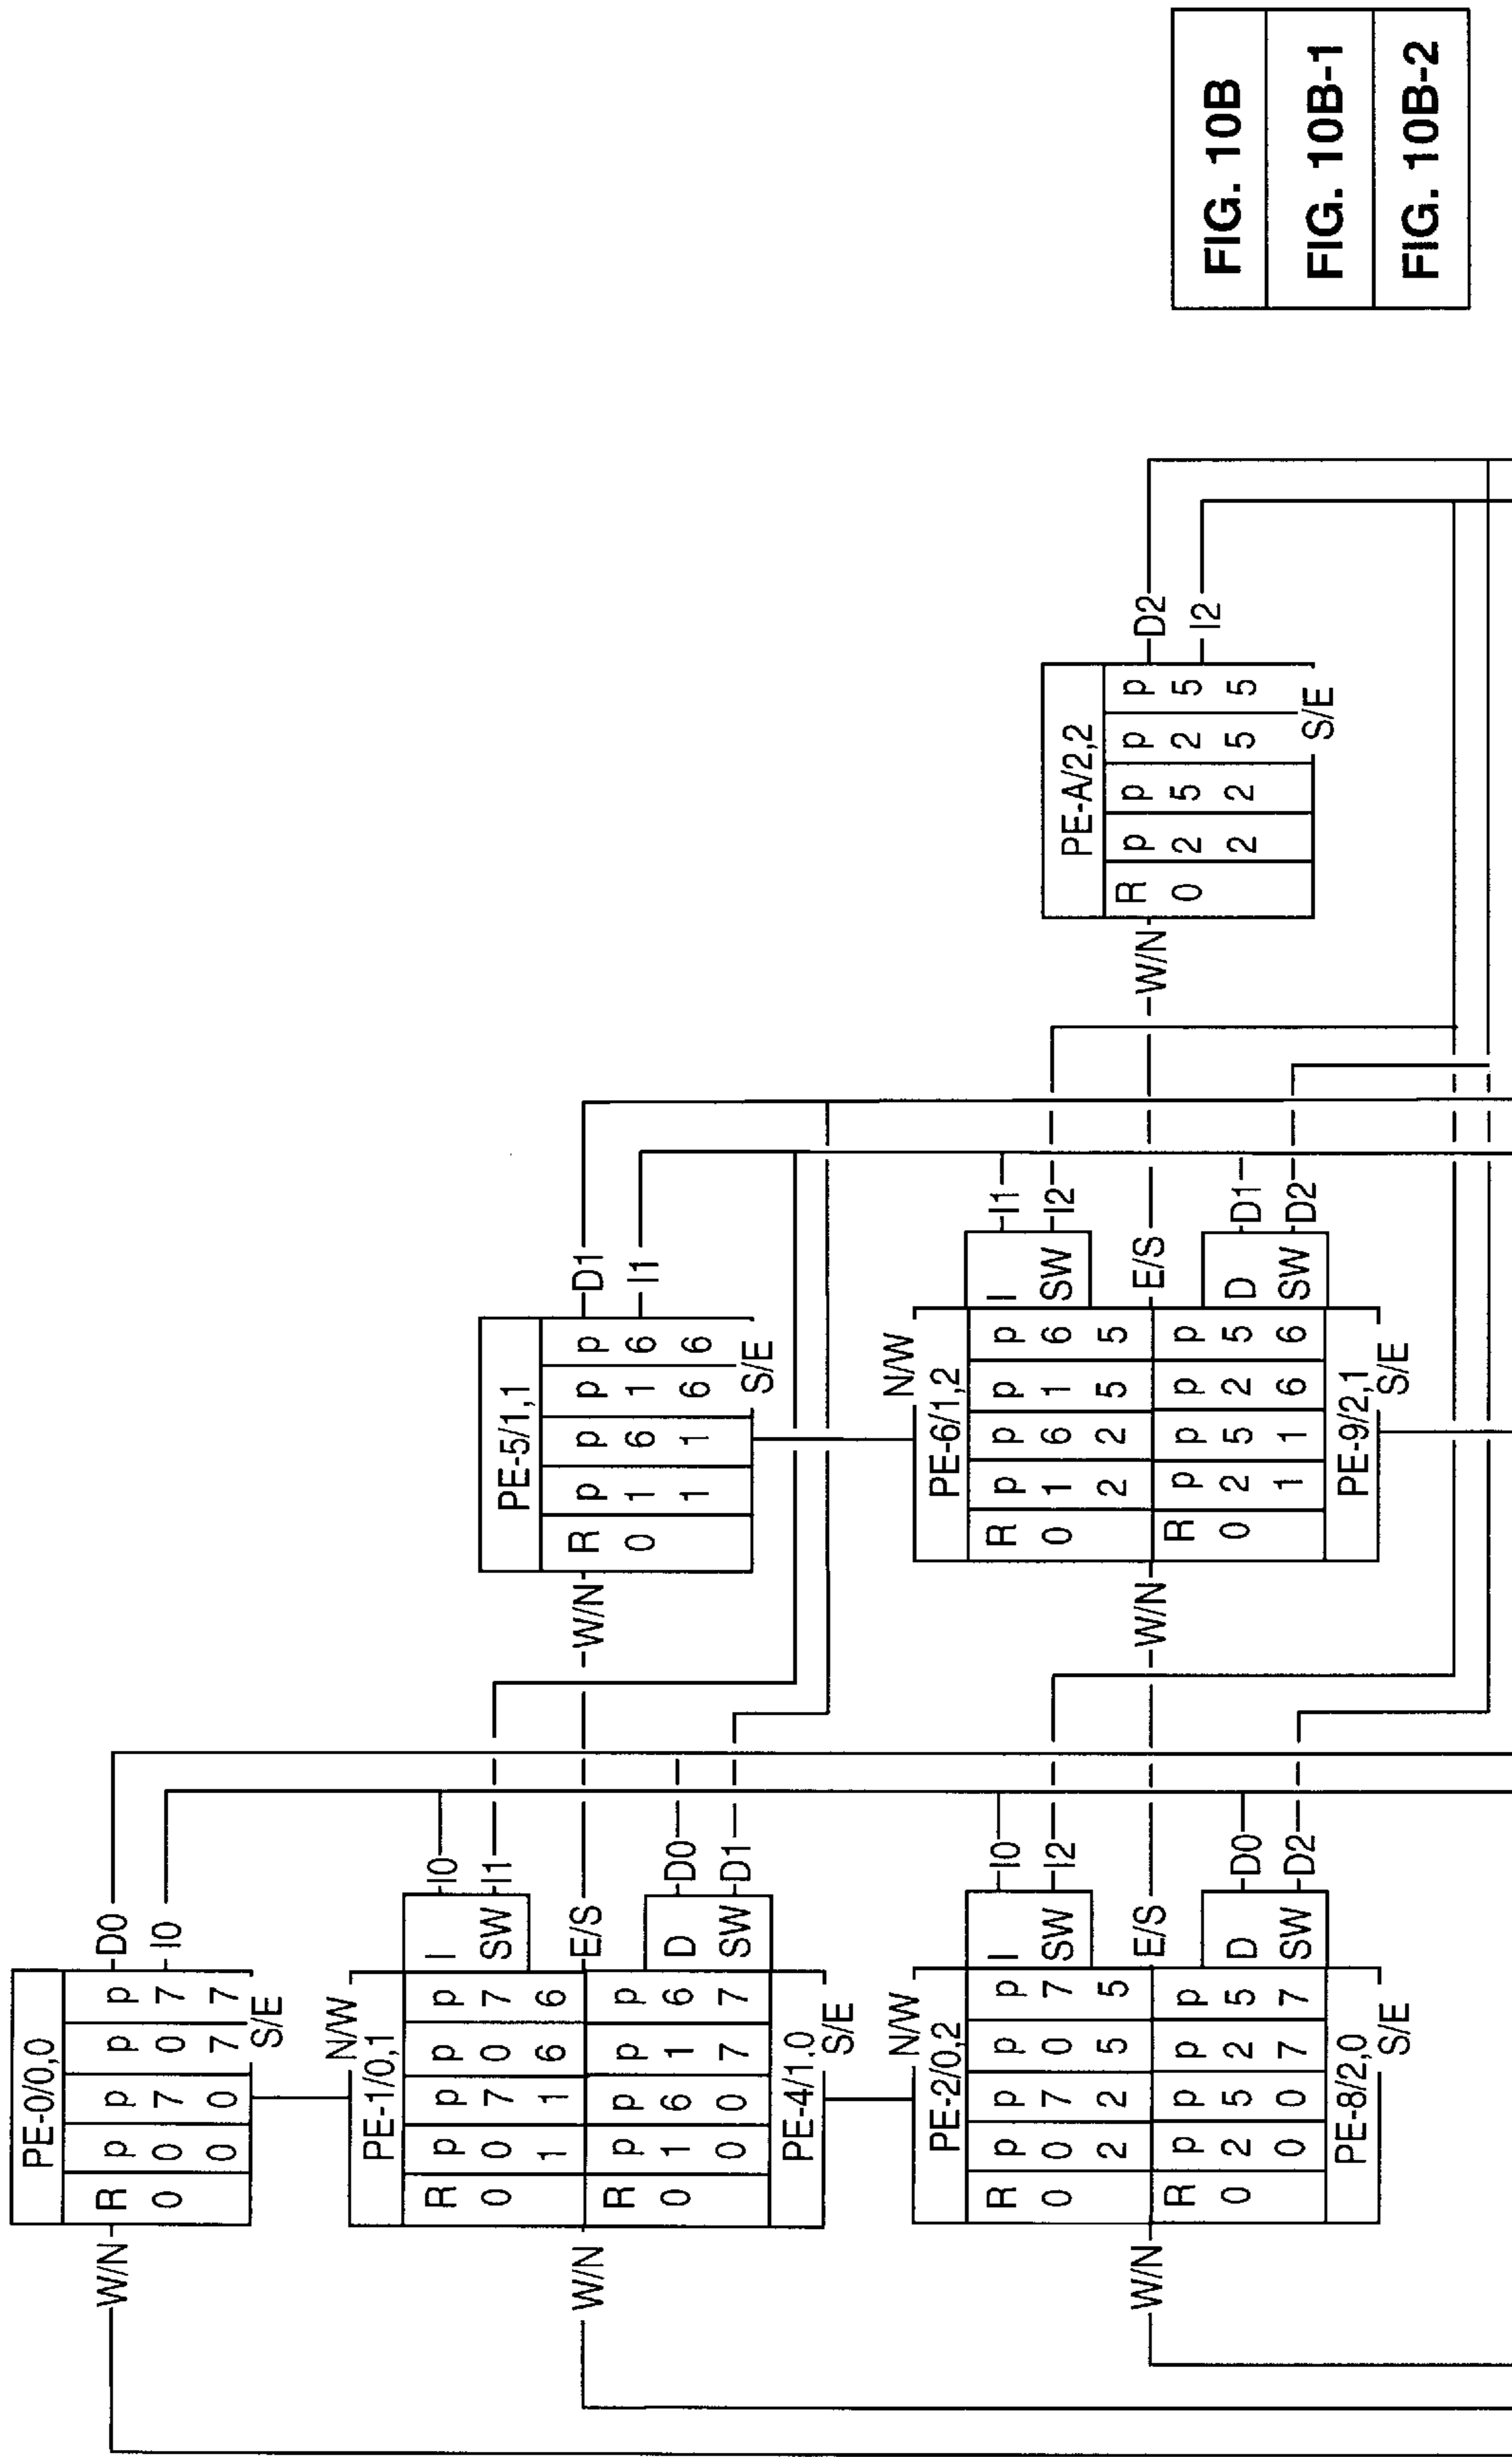 PE-0/0,0
W/N R p p p p D0
0 0 7 0 7 I0
0 0 7 7
S/E
N/W
PE-1/0,1
R p p p p I I0
0 0 7 0 7 SW I1
1 1 6 6
W/N E/S
R p p p p D D0
0 1 6 1 6 SW D1
0 0 7 7
PE-4/1,0
S/E
N/W
PE-2/0,2
R p p p p I I0
0 0 7 0 7 SW I2
2 2 5 5
W/N E/S
R p p p p D D0
0 2 5 2 5 SW D2
0 0 7 7
PE-8/2,0
S/E
PE-5/1,1
W/N R p p p p D1
0 1 6 1 6 I1
1 1 6 6
S/E
N/W
PE-6/1,2
R p p p p I I1
0 1 6 1 6 SW I2
2 2 5 5
W/N E/S
R p p p p D D1
0 2 5 2 5 SW D2
1 1 6 6
PE-9/2,1
S/E
PE-A/2,2
W/N R p p p p D2
0 2 5 2 5 I2
2 2 5 5
S/E
FIG. 10B
FIG. 10B-1
FIG. 10B-2